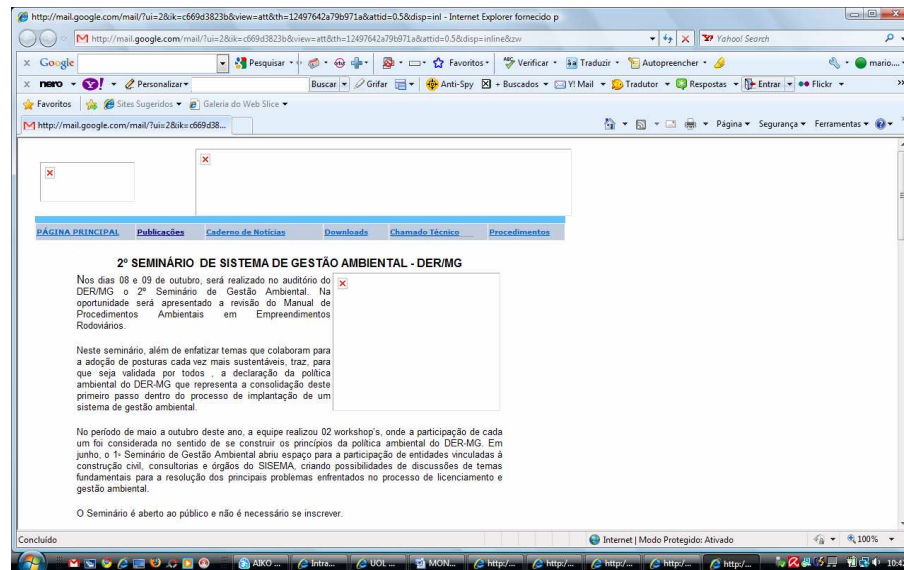 http://mail.google.com/mail/?ui=2&ik=c669d3823b&view=att&th=12497642a79b971a&attid=0.5&disp=inl - Internet Explorer fornecido p
http://mail.google.com/mail/?ui=2&ik=c669d3823b&view=att&th=12497642a79b971a&attid=0.5&disp=inline&zw
Yahoo! Search
x Google Pesquisar Favoritos Verificar Traduzir Autopreencher mario....
x nero Y! Personalizar Buscar Grifar Anti-Spy + Buscados Y! Mail Tradutor Respostas Entrar Flickr »
Favoritos Sites Sugeridos Galeria do Web Slice
http://mail.google.com/mail/?ui=2&ik=c669d38... Página Segurança Ferramentas
PÁGINA PRINCIPAL Publicações Caderno de Notícias Downloads Chamado Técnico Procedimentos
2º SEMINÁRIO DE SISTEMA DE GESTÃO AMBIENTAL - DER/MG
Nos dias 08 e 09 de outubro, será realizado no auditório do
DER/MG o 2º Seminário de Gestão Ambiental. Na
oportunidade será apresentado a revisão do Manual de
Procedimentos Ambientais em Empreendimentos
Rodoviários.
Neste seminário, além de enfatizar temas que colaboram para
a adoção de posturas cada vez mais sustentáveis, traz, para
que seja validada por todos , a declaração da política
ambiental do DER-MG que representa a consolidação deste
primeiro passo dentro do processo de implantação de um
sistema de gestão ambiental.
No período de maio a outubro deste ano, a equipe realizou 02 workshop's, onde a participação de cada
um foi considerada no sentido de se construir os princípios da política ambiental do DER-MG. Em
junho, o 1º Seminário de Gestão Ambiental abriu espaço para a participação de entidades vinculadas à
construção civil, consultorias e órgãos do SISEMA, criando possibilidades de discussões de temas
fundamentais para a resolução dos principais problemas enfrentados no processo de licenciamento e
gestão ambiental.
O Seminário é aberto ao público e não é necessário se inscrever.
Concluído Internet | Modo Protegido: Ativado 100%
AIKO ... Intra... UOL ... MON... http:/... http:/... http:/... http:/... http:/...